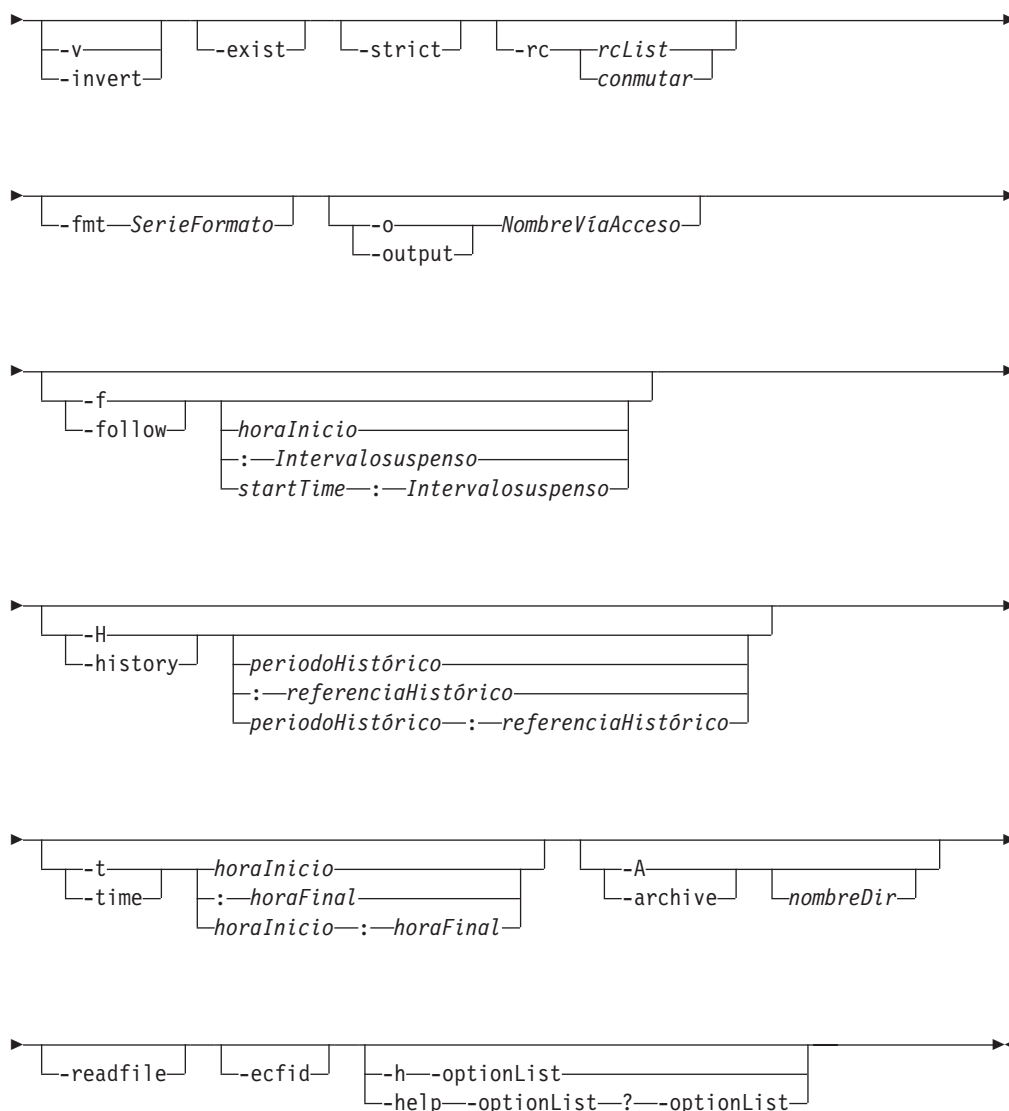 -v -exist -strict -rc rcList
-invert conmutar
-fmt SerieFormato -o NombreVíaAcceso
-output
-f
-follow horaInicio
: Intervalosuspenso
startTime : Intervalosuspenso
-H
-history periodoHistórico
: referenciaHistórico
periodoHistórico : referenciaHistórico
-t horaInicio -A
-time : horaFinal -archive nombreDir
horaInicio : horaFinal
-readfile -ecfid -h -optionList
-help -optionList ? -optionList